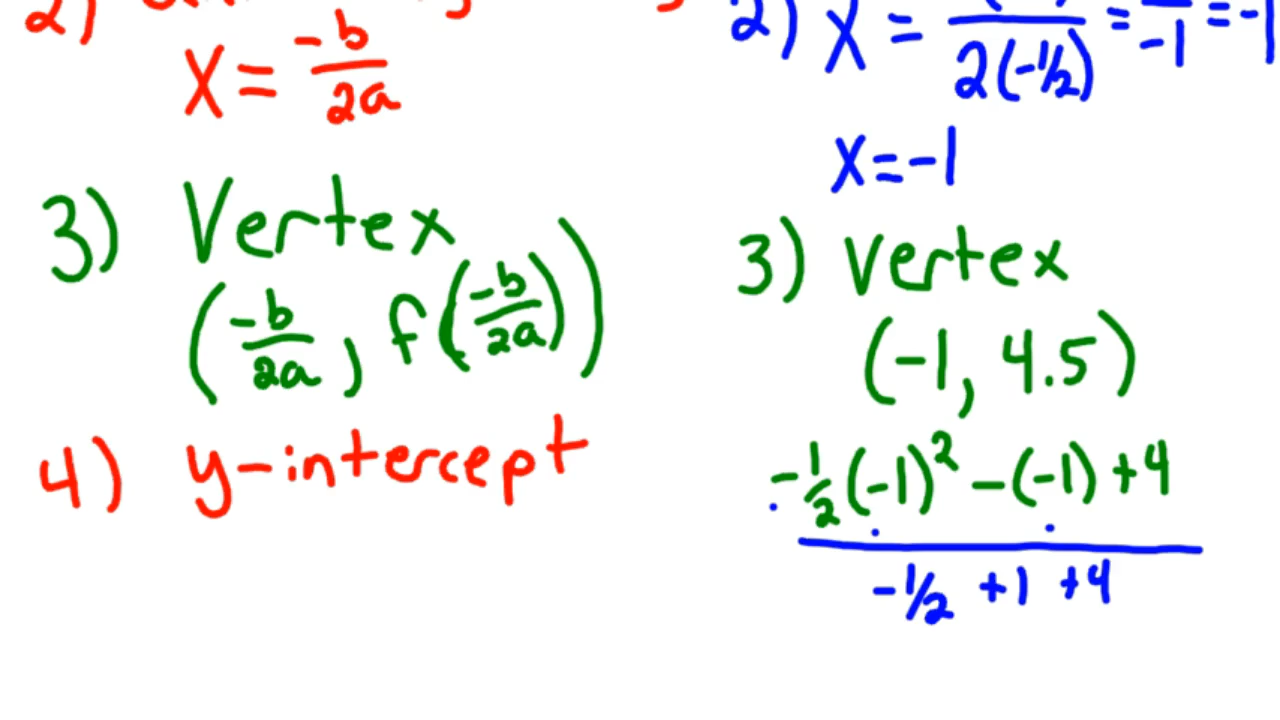 2)
x = -b/2a
3) Vertex
(-b/2a, f(-b/2a))
4) y-intercept
2) x = /2(-1/2) = /-1 = -1
x = -1
3) Vertex
(-1, 4.5)
-1/2(-1)² - (-1) + 4
-1/2 + 1 + 4